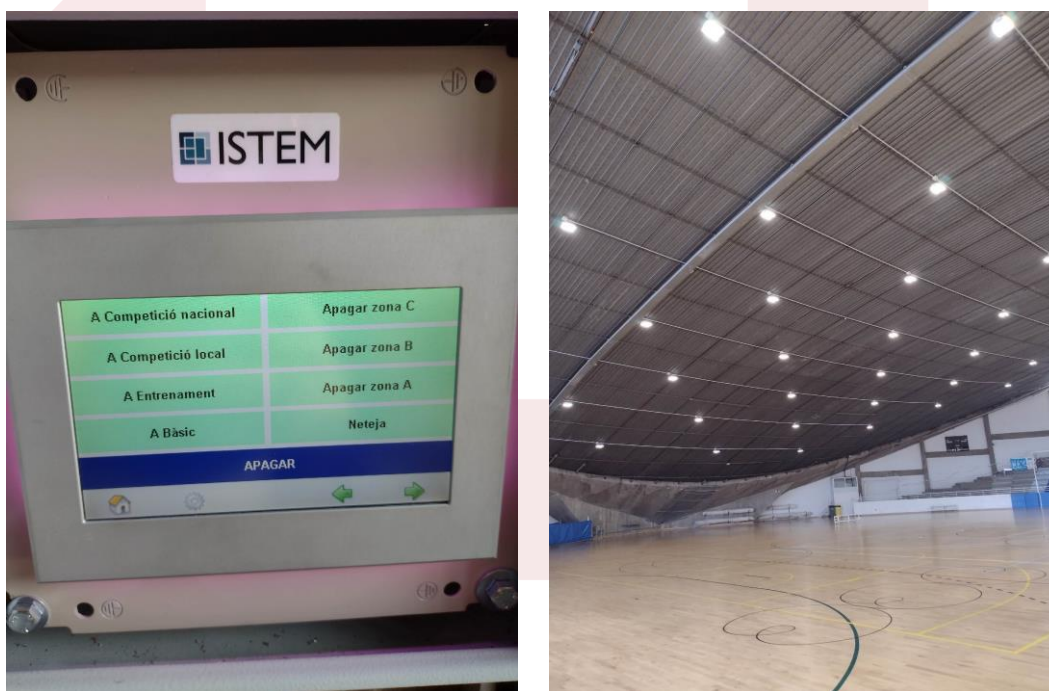 ISTEM
A Competició nacional
Apagar zona C
A Competició local
Apagar zona B
A Entrenament
Apagar zona A
A Bàsic
Neteja
APAGAR